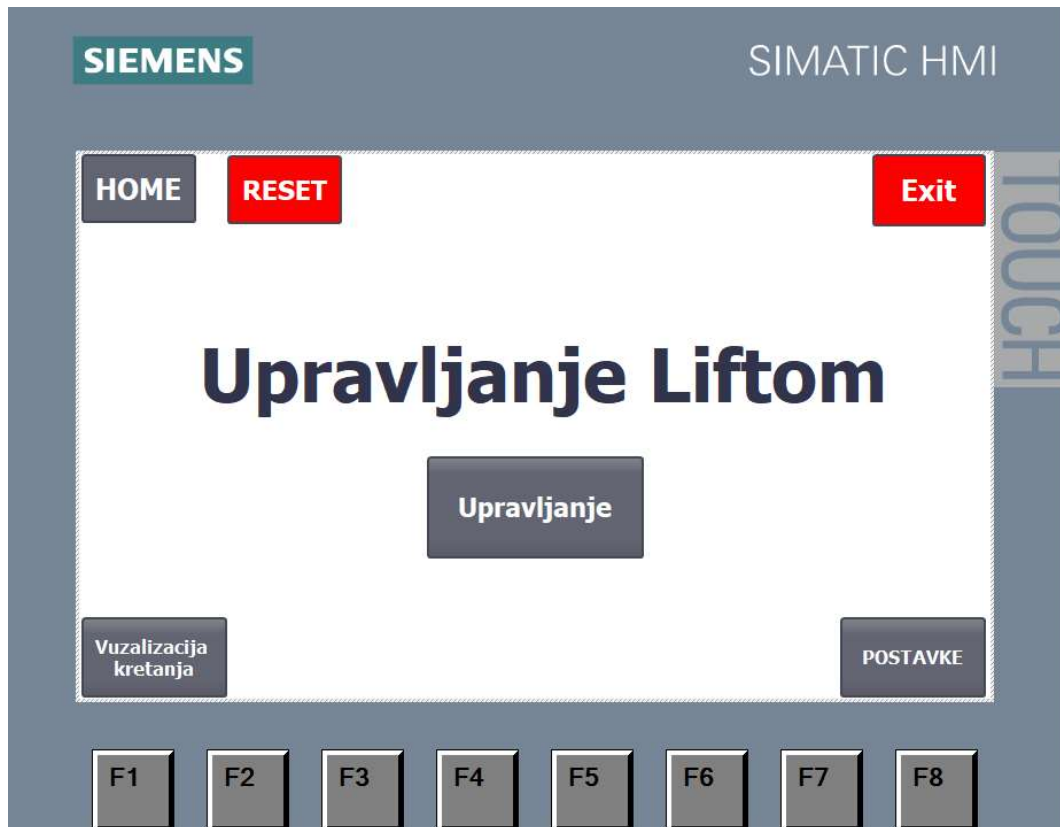 SIEMENS
SIMATIC HMI
TOUCH
HOME
RESET
Exit
Upravljanje Liftom
Upravljanje
Vuzalizacija
kretanja
POSTAVKE
F1
F2
F3
F4
F5
F6
F7
F8